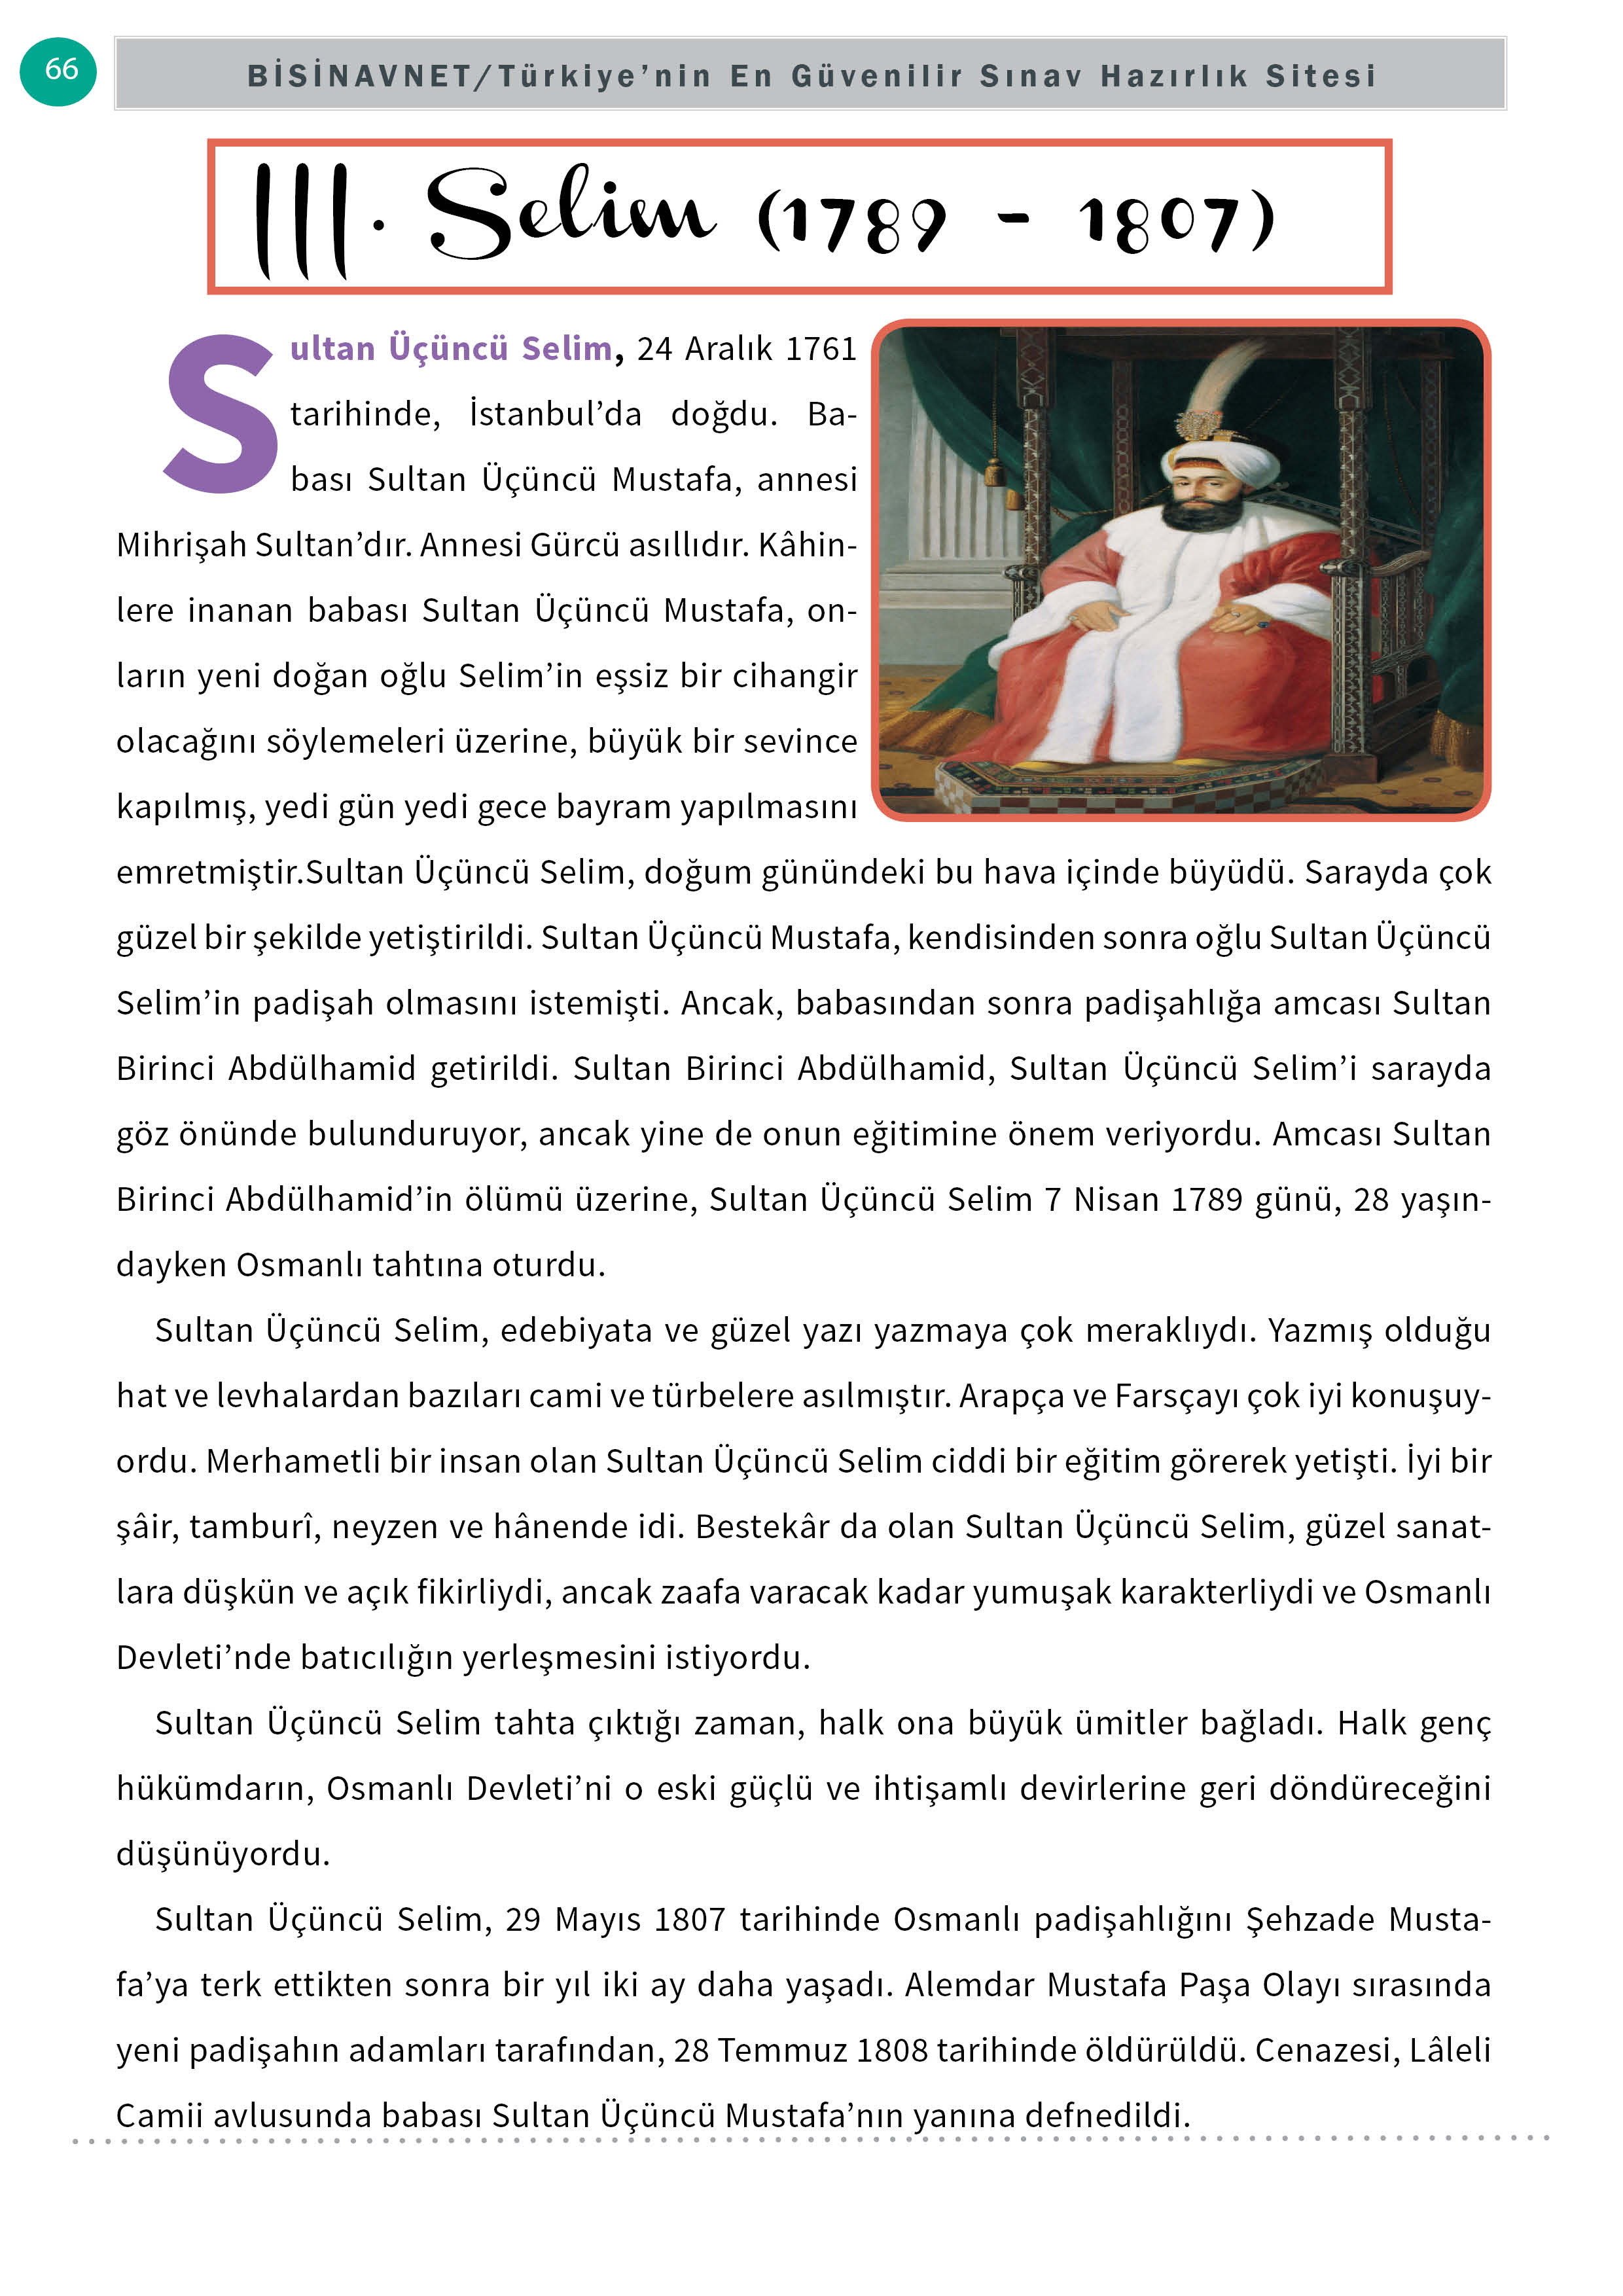 66
BİSİNAVNET/Türkiye’nin En Güvenilir Sınav Hazırlık Sitesi
III. Selim (1789 - 1807)
Sultan Üçüncü Selim, 24 Aralık 1761
tarihinde, İstanbul’da doğdu. Ba-
bası Sultan Üçüncü Mustafa, annesi
Mihrişah Sultan’dır. Annesi Gürcü asıllıdır. Kâhin-
lere inanan babası Sultan Üçüncü Mustafa, on-
ların yeni doğan oğlu Selim’in eşsiz bir cihangir
olacağını söylemeleri üzerine, büyük bir sevince
kapılmış, yedi gün yedi gece bayram yapılmasını
emretmiştir.Sultan Üçüncü Selim, doğum günündeki bu hava içinde büyüdü. Sarayda çok
güzel bir şekilde yetiştirildi. Sultan Üçüncü Mustafa, kendisinden sonra oğlu Sultan Üçüncü
Selim’in padişah olmasını istemişti. Ancak, babasından sonra padişahlığa amcası Sultan
Birinci Abdülhamid getirildi. Sultan Birinci Abdülhamid, Sultan Üçüncü Selim’i sarayda
göz önünde bulunduruyor, ancak yine de onun eğitimine önem veriyordu. Amcası Sultan
Birinci Abdülhamid’in ölümü üzerine, Sultan Üçüncü Selim 7 Nisan 1789 günü, 28 yaşın-
dayken Osmanlı tahtına oturdu.
Sultan Üçüncü Selim, edebiyata ve güzel yazı yazmaya çok meraklıydı. Yazmış olduğu
hat ve levhalardan bazıları cami ve türbelere asılmıştır. Arapça ve Farsçayı çok iyi konuşuy-
ordu. Merhametli bir insan olan Sultan Üçüncü Selim ciddi bir eğitim görerek yetişti. İyi bir
şâir, tamburî, neyzen ve hânende idi. Bestekâr da olan Sultan Üçüncü Selim, güzel sanat-
lara düşkün ve açık fikirliydi, ancak zaafa varacak kadar yumuşak karakterliydi ve Osmanlı
Devleti’nde batıcılığın yerleşmesini istiyordu.
Sultan Üçüncü Selim tahta çıktığı zaman, halk ona büyük ümitler bağladı. Halk genç
hükümdarın, Osmanlı Devleti’ni o eski güçlü ve ihtişamlı devirlerine geri döndüreceğini
düşünüyordu.
Sultan Üçüncü Selim, 29 Mayıs 1807 tarihinde Osmanlı padişahlığını Şehzade Musta-
fa’ya terk ettikten sonra bir yıl iki ay daha yaşadı. Alemdar Mustafa Paşa Olayı sırasında
yeni padişahın adamları tarafından, 28 Temmuz 1808 tarihinde öldürüldü. Cenazesi, Lâleli
Camii avlusunda babası Sultan Üçüncü Mustafa’nın yanına defnedildi.